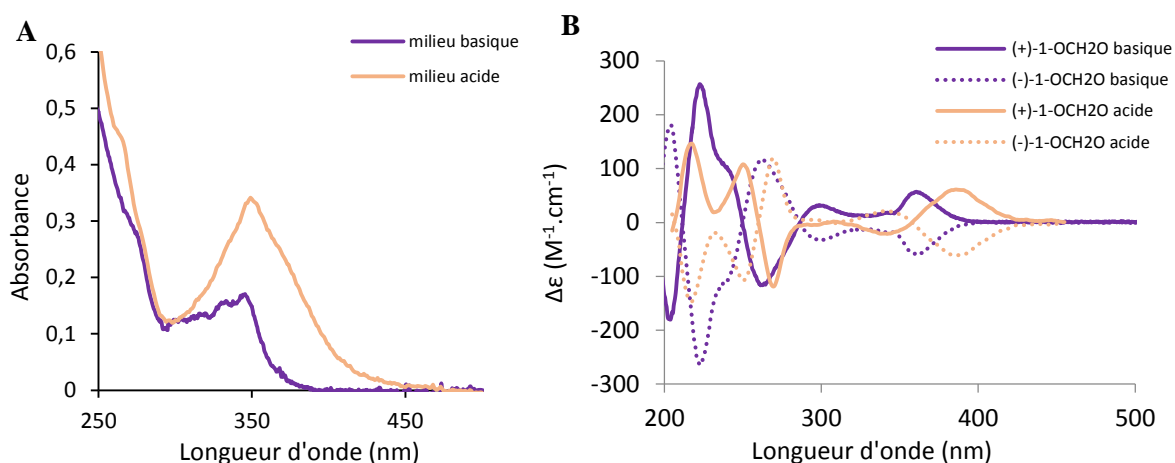 A
milieu basique
milieu acide
Absorbance
0,6
0,5
0,4
0,3
0,2
0,1
0
250
350
450
Longueur d'onde (nm)
B
(+)-1-OCH2O basique
(-)-1-OCH2O basique
(+)-1-OCH2O acide
(-)-1-OCH2O acide
Δε (M⁻¹.cm⁻¹)
300
200
100
0
-100
-200
-300
200
300
400
500
Longueur d'onde (nm)